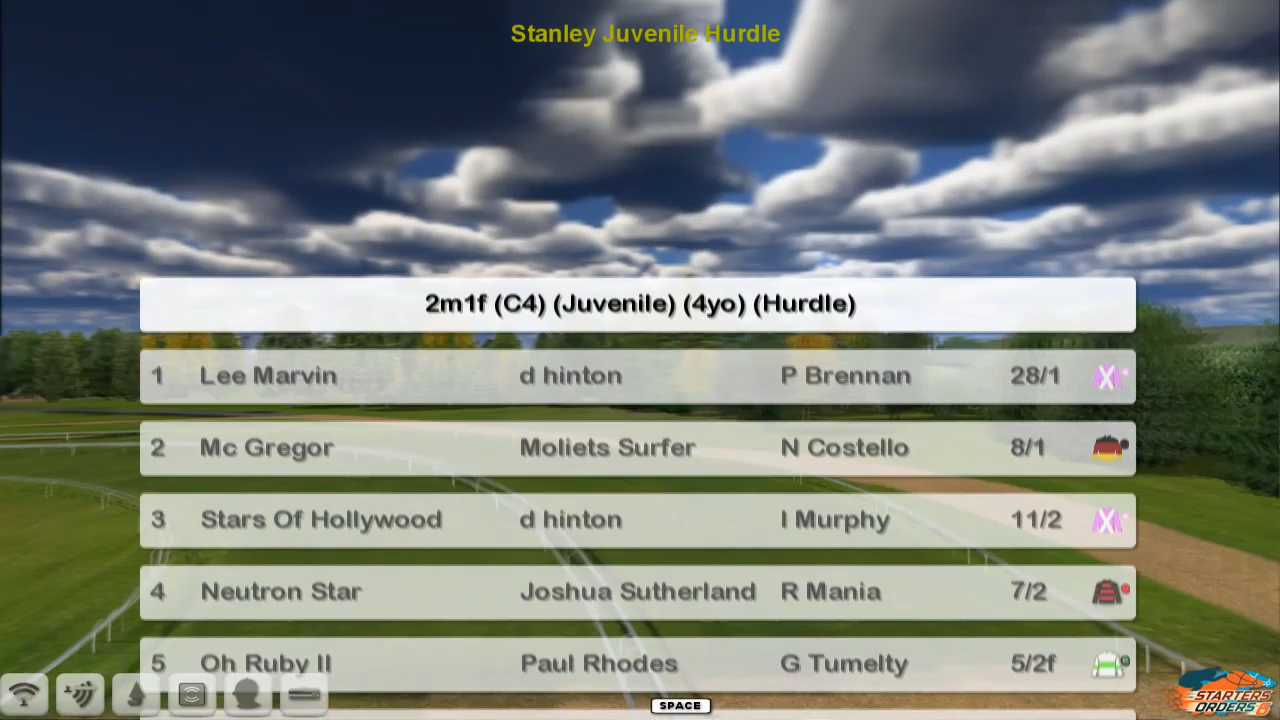 Stanley Juvenile Hurdle
2m1f (C4) (Juvenile) (4yo) (Hurdle)
1 Lee Marvin d hinton P Brennan 28/1
2 Mc Gregor Moliets Surfer N Costello 8/1
3 Stars Of Hollywood d hinton I Murphy 11/2
4 Neutron Star Joshua Sutherland R Mania 7/2
5 Oh Ruby II Paul Rhodes G Tumelty 5/2f
SPACE
STARTERS
ORDERS 6